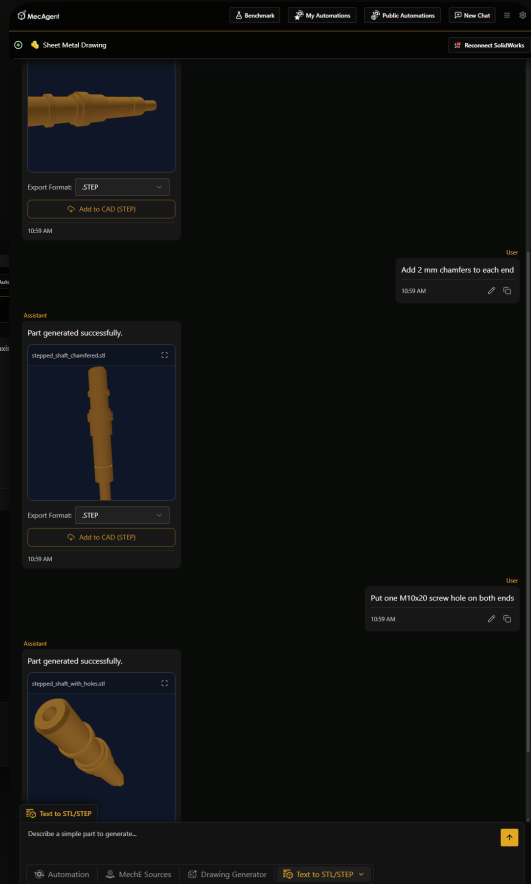 MecAgent
Benchmark
My Automations
Public Automations
New Chat
Sheet Metal Drawing
Reconnect SolidWorks
Export Format: .STEP
Add to CAD (STEP)
10:59 AM
User
Add 2 mm chamfers to each end
10:59 AM
Assistant
Part generated successfully.
stepped_shaft_chamfered.stl
Export Format: .STEP
Add to CAD (STEP)
10:59 AM
User
Put one M10x20 screw hole on both ends
10:59 AM
Assistant
Part generated successfully.
stepped_shaft_with_holes.stl
Text to STL/STEP
Describe a simple part to generate...
Automation
MechE Sources
Drawing Generator
Text to STL/STEP